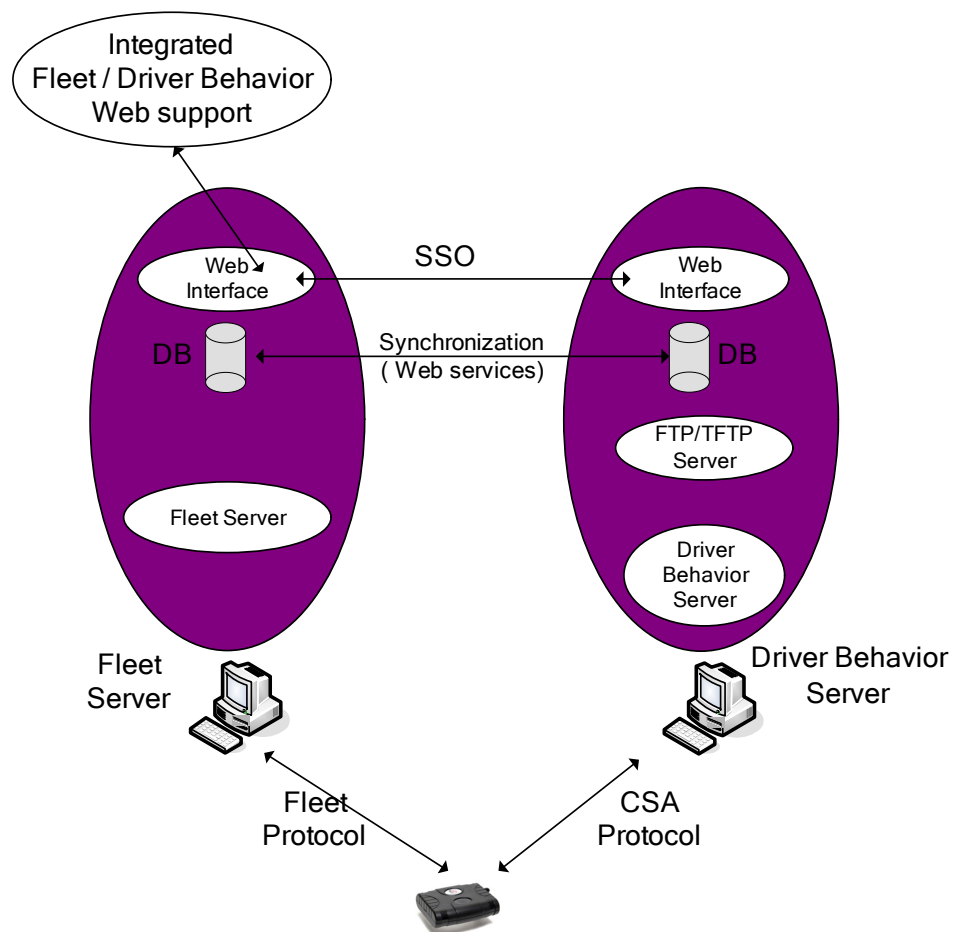 Integrated
Fleet / Driver Behavior
Web support
Web
Interface
SSO
Web
Interface
DB
Synchronization
( Web services)
DB
FTP/TFTP
Server
Fleet Server
Driver
Behavior
Server
Fleet
Server
Driver Behavior
Server
Fleet
Protocol
CSA
Protocol